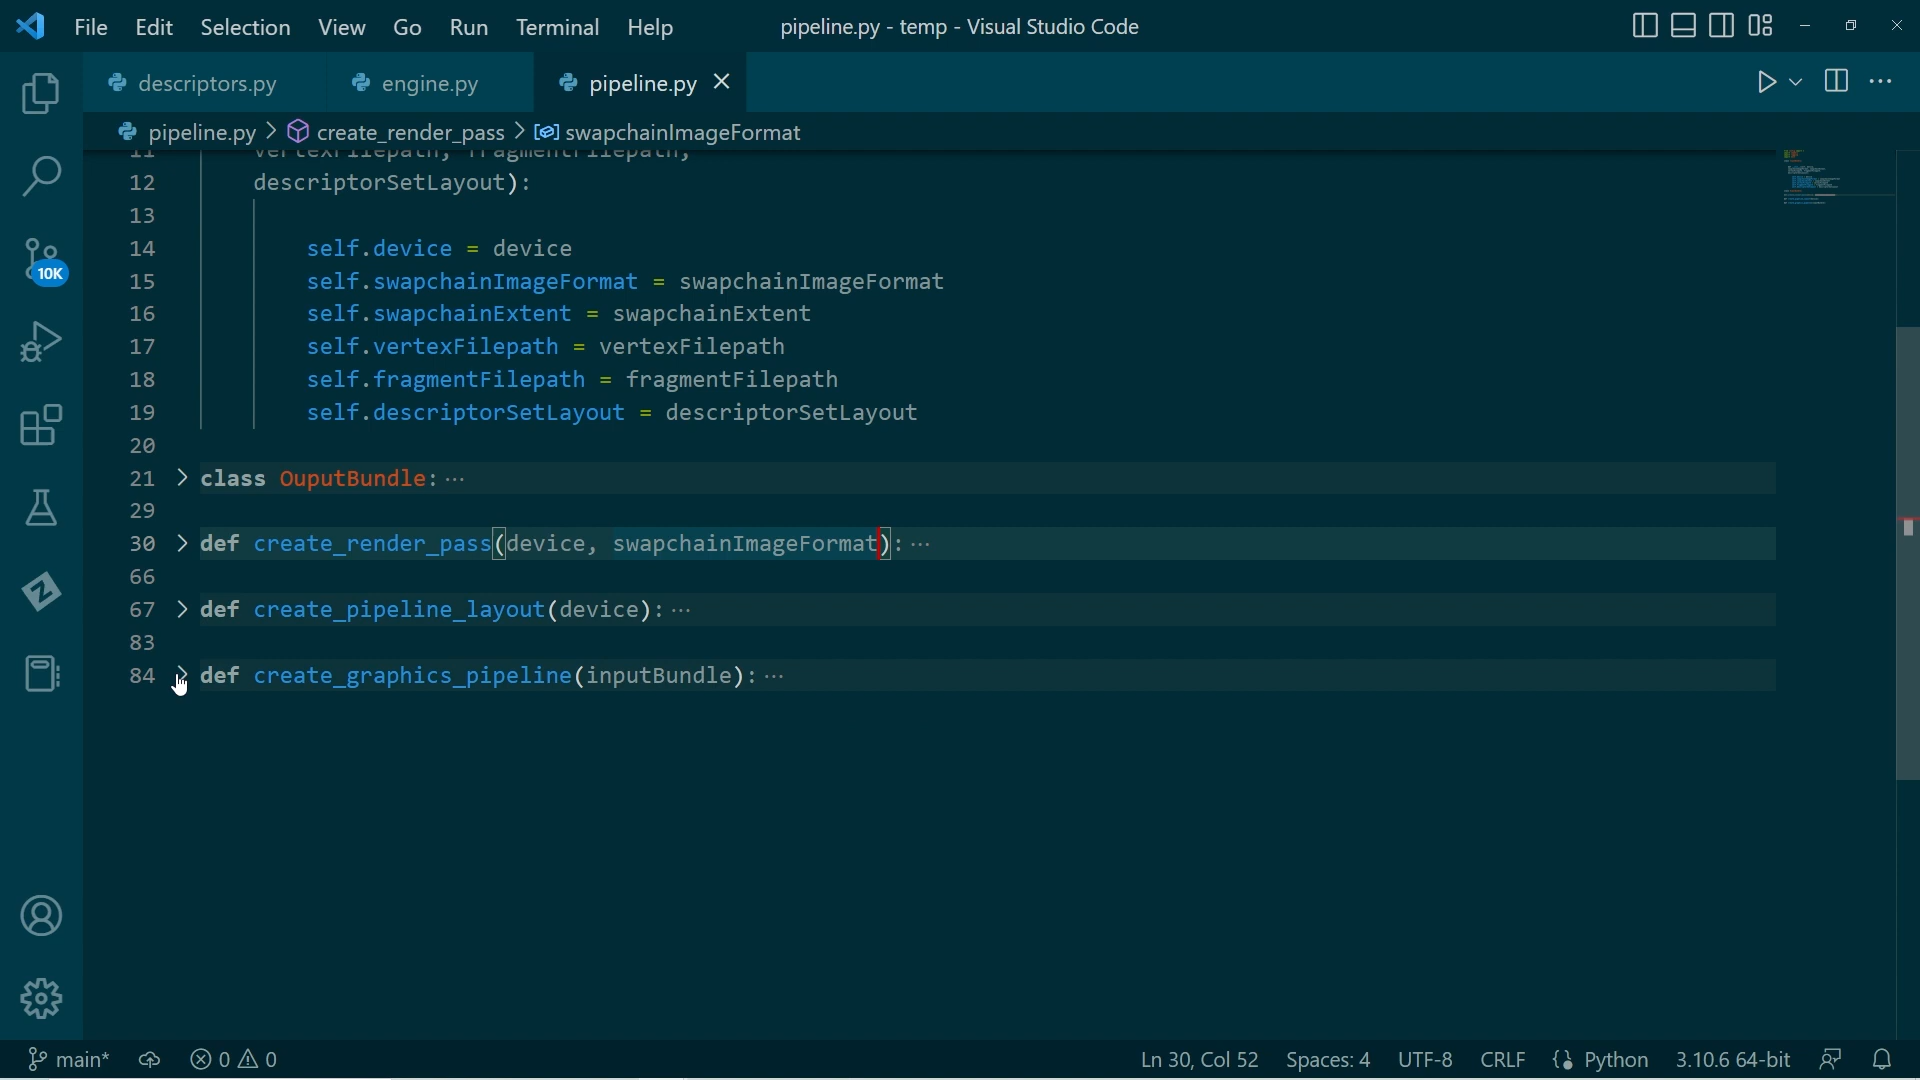 File Edit Selection View Go Run Terminal Help pipeline.py - temp - Visual Studio Code
descriptors.py engine.py pipeline.py
pipeline.py > create_render_pass > swapchainImageFormat
11 vertexFilepath, fragmentFilepath,
12 descriptorSetLayout):
13
14 self.device = device
15 self.swapchainImageFormat = swapchainImageFormat
16 self.swapchainExtent = swapchainExtent
17 self.vertexFilepath = vertexFilepath
18 self.fragmentFilepath = fragmentFilepath
19 self.descriptorSetLayout = descriptorSetLayout
20
21 > class OuputBundle: ···
29
30 > def create_render_pass(device, swapchainImageFormat): ···
66
67 > def create_pipeline_layout(device): ···
83
84 > def create_graphics_pipeline(inputBundle): ···
10K
main* 0 0 Ln 30, Col 52 Spaces: 4 UTF-8 CRLF Python 3.10.6 64-bit